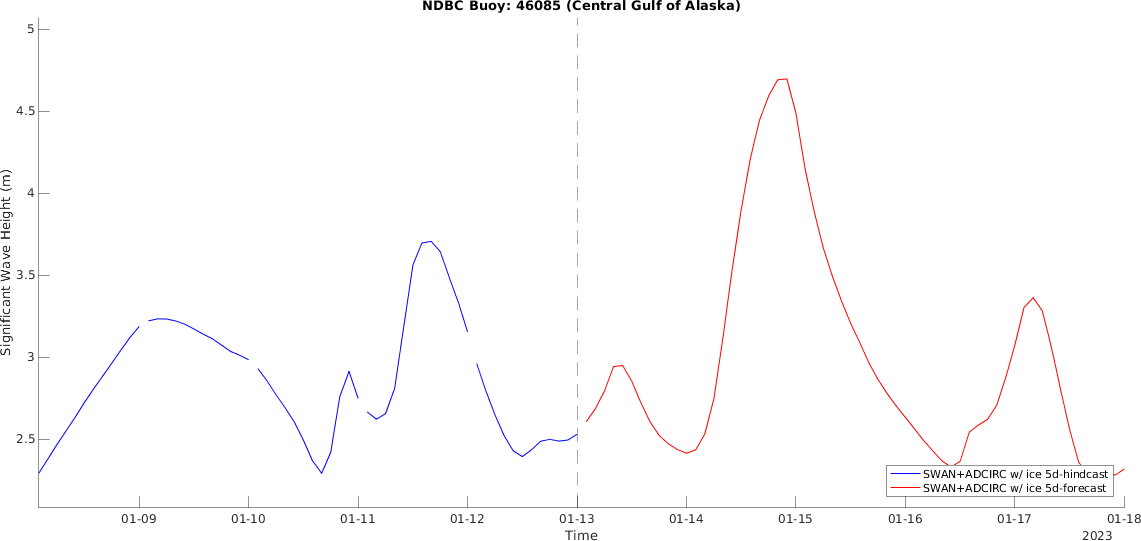 NDBC Buoy: 46085 (Central Gulf of Alaska)
5
4.5
4
3.5
3
2.5
Significant Wave Height (m)
SWAN+ADCIRC w/ ice 5d-hindcast
SWAN+ADCIRC w/ ice 5d-forecast
01-09 01-10 01-11 01-12 01-13 01-14 01-15 01-16 01-17 01-18
Time
2023